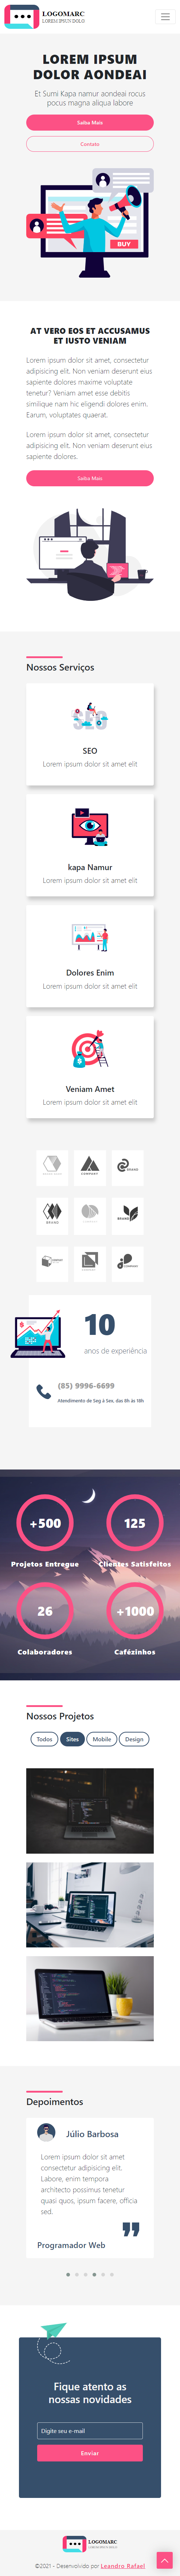 LOGOMARC
LOREM IPSUN DOLO
LOREM IPSUM
DOLOR AONDEAI
Et Sumi Kapa namur aondeai rocus
pocus magna aliqua labore
Saiba Mais
Contato
BUY
AT VERO EOS ET ACCUSAMUS
ET IUSTO VENIAM
Lorem ipsum dolor sit amet, consectetur
adipisicing elit. Non veniam deserunt eius
sapiente dolores maxime voluptate
tenetur? Veniam amet esse debitis
similique nam hic eligendi dolores enim.
Earum, voluptates quaerat.
Lorem ipsum dolor sit amet, consectetur
adipisicing elit. Non veniam deserunt eius
sapiente dolores.
Saiba Mais
Nossos Serviços
SEO
SEO
Lorem ipsum dolor sit amet elit
kapa Namur
Lorem ipsum dolor sit amet elit
Dolores Enim
Lorem ipsum dolor sit amet elit
Veniam Amet
Lorem ipsum dolor sit amet elit
COMPANY
BRAND
BRAND
BRAND
10
anos de experiência
(85) 9996-6699
Atendimento de Seg à Sex. das 8h às 18h
+500
Projetos Entregue
125
Clientes Satisfeitos
26
Colaboradores
+1000
Cafézinhos
Nossos Projetos
Todos
Sites
Mobile
Design
Depoimentos
Júlio Barbosa
Lorem ipsum dolor sit amet
consectetur adipisicing elit.
Labore, enim tempora
architecto possimus tenetur
quasi quos, ipsum facere, officia
sed.
Programador Web
Fique atento as
nossas novidades
Digite seu e-mail
Enviar
LOGOMARC
©2021 - Desenvolvido por Leandro Rafael